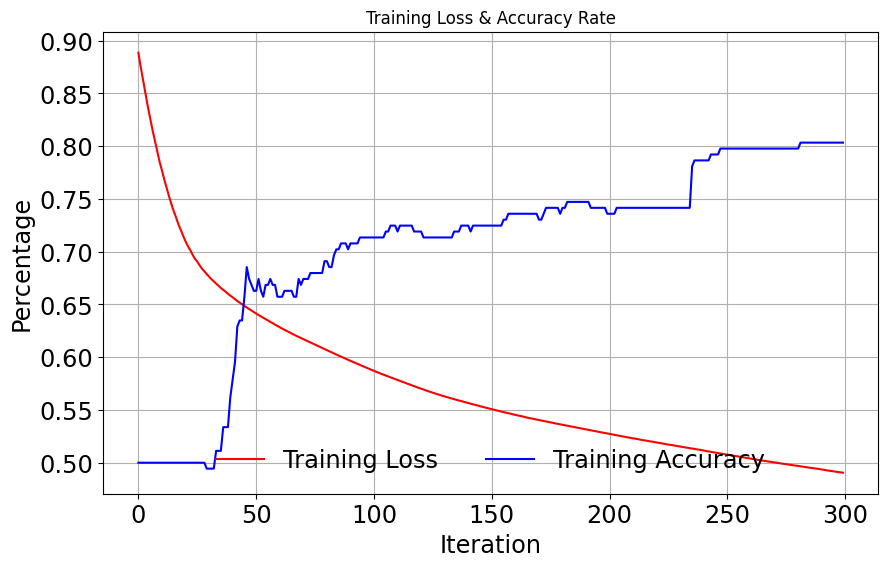 Training Loss & Accuracy Rate
0.90
0.85
0.80
0.75
0.70
0.65
0.60
0.55
0.50
Percentage
Training Loss Training Accuracy
0 50 100 150 200 250 300
Iteration